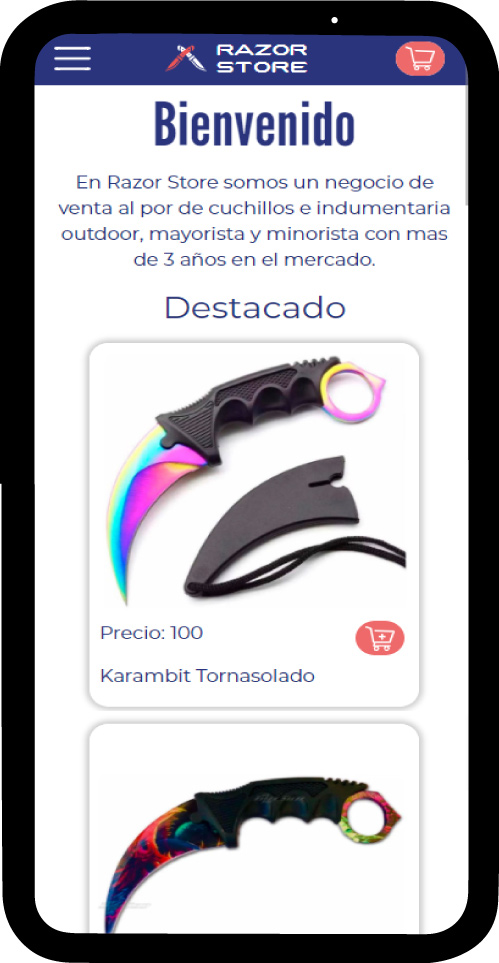 RAZOR
STORE
Bienvenido
En Razor Store somos un negocio de
venta al por de cuchillos e indumentaria
outdoor, mayorista y minorista con mas
de 3 años en el mercado.
Destacado
Precio: 100
Karambit Tornasolado